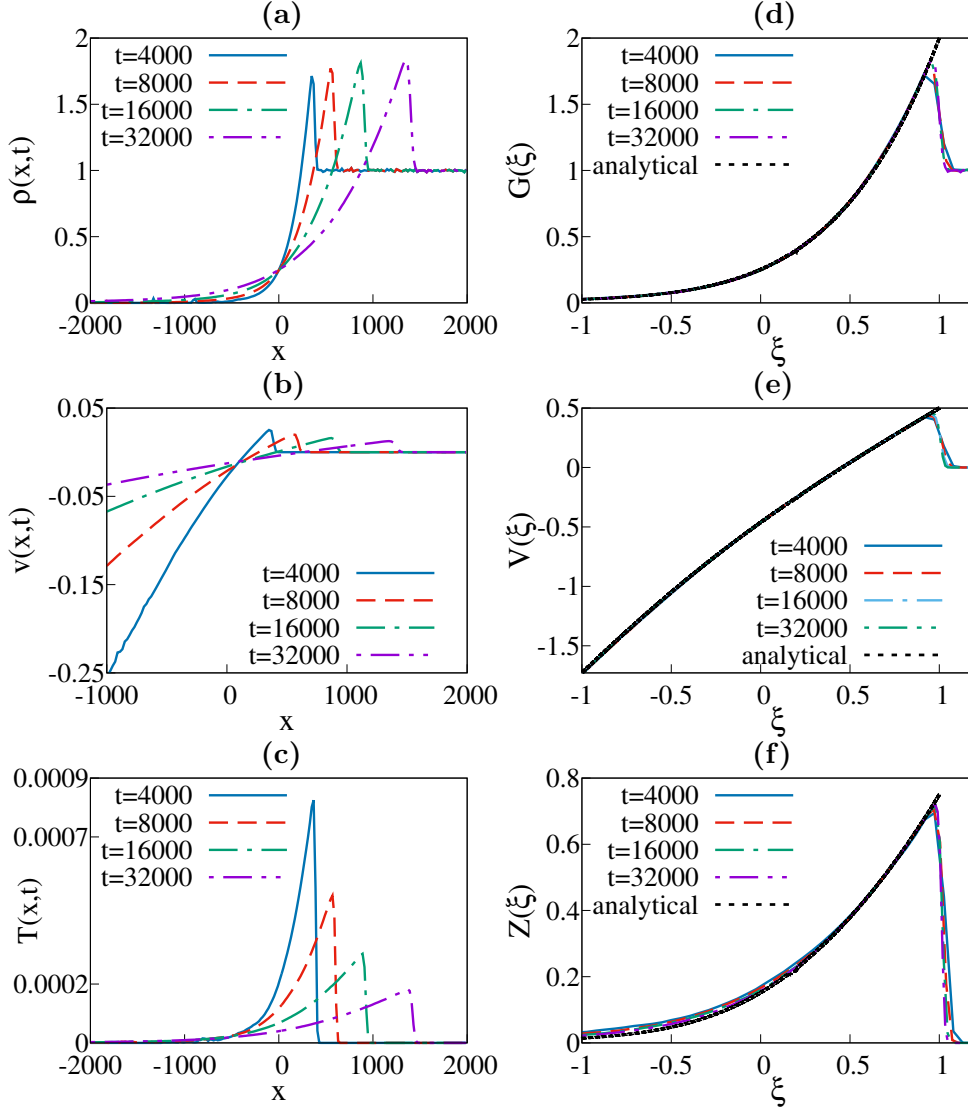 (a)
2
1.5
1
0.5
0
ρ(x,t)
t=4000
t=8000
t=16000
t=32000
-2000
-1000
0
1000
2000
x
(d)
2
1.5
1
0.5
0
G(ξ)
t=4000
t=8000
t=16000
t=32000
analytical
-1
-0.5
0
0.5
1
ξ
(b)
0.05
-0.05
-0.15
-0.25
v(x,t)
t=4000
t=8000
t=16000
t=32000
-1000
0
1000
2000
x
(e)
0.5
0
-0.5
-1
-1.5
V(ξ)
t=4000
t=8000
t=16000
t=32000
analytical
-1
-0.5
0
0.5
1
ξ
(c)
0.0009
0.0007
0.0002
0
T(x,t)
t=4000
t=8000
t=16000
t=32000
-2000
-1000
0
1000
2000
x
(f)
0.8
0.6
0.4
0.2
0
Z(ξ)
t=4000
t=8000
t=16000
t=32000
analytical
-1
-0.5
0
0.5
1
ξ